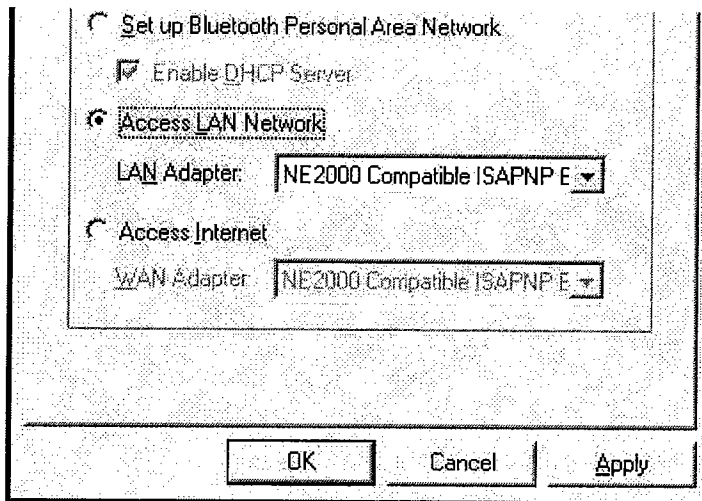 Set up Bluetooth Personal Area Network
Enable DHCP Server
Access LAN Network
LAN Adapter: NE2000 Compatible ISAPNP E
Access Internet
WAN Adapter NE2000 Compatible ISAPNP E
OK Cancel Apply